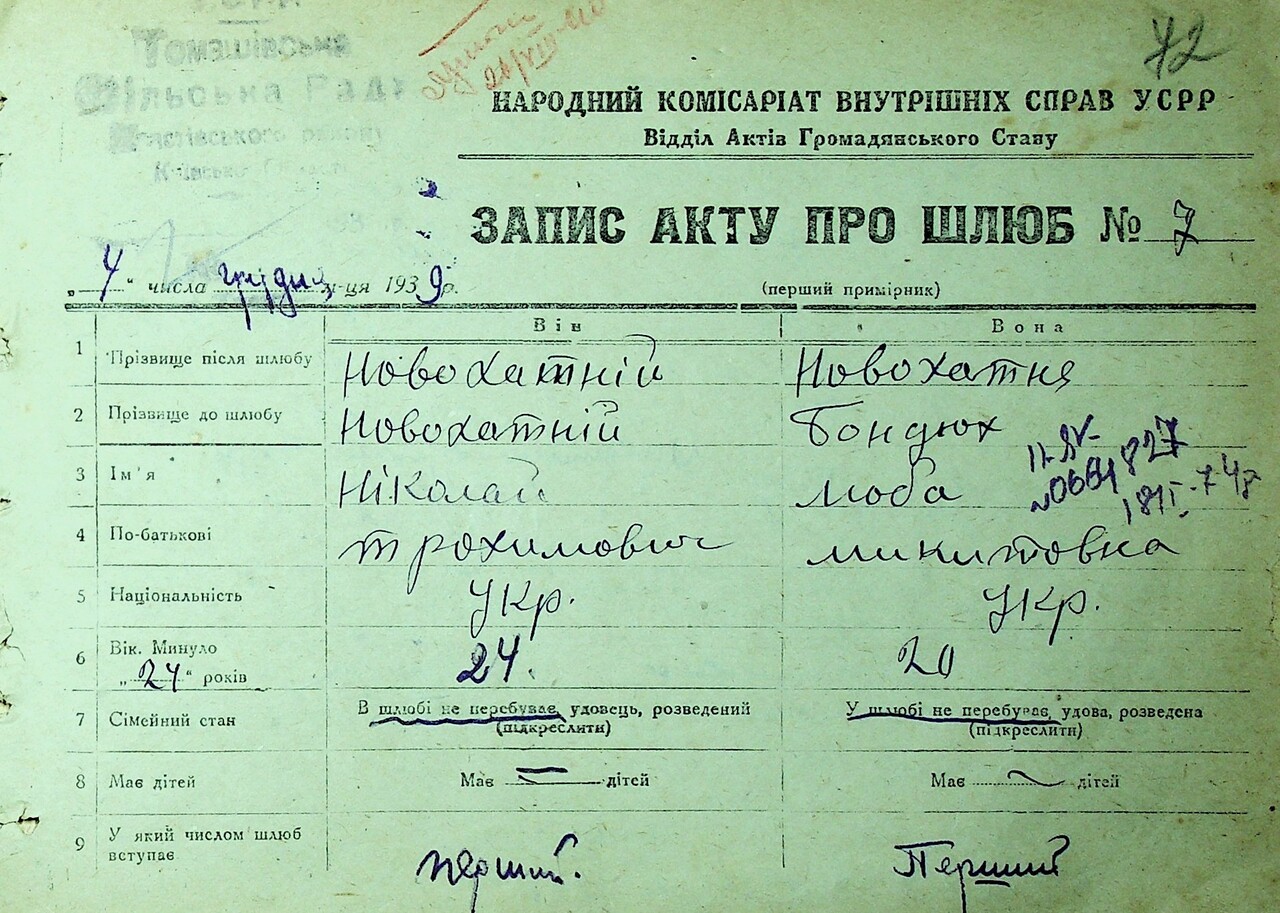 Томашівська
Сільська Рада
району
42
НАРОДНИЙ КОМІСАРІАТ ВНУТРІШНІХ СПРАВ УСРР
Відділ Актів Громадянського Стану
ЗАПИС АКТУ ПРО ШЛЮБ № 7
„4“ числа грудня м-ця 1939р.
(перший примірник)
Він Вона
1 Прізвище після шлюбу Новохатній Новохатня
2 Прізвище до шлюбу Новохатній Бондюх
3 Ім'я Ніколай Люба
4 По-батькові Трохимович Микитовна
5 Національність Укр. Укр.
6 Вік. Минуло „24“ років 24. 20
7 Сімейний стан В шлюбі не перебуває, удовець, розведений У шлюбі не перебуває, удова, розведена
(підкреслити) (підкреслити)
8 Має дітей Має — дітей Має дітей
9 У який числом шлюб вступає перший. Перший